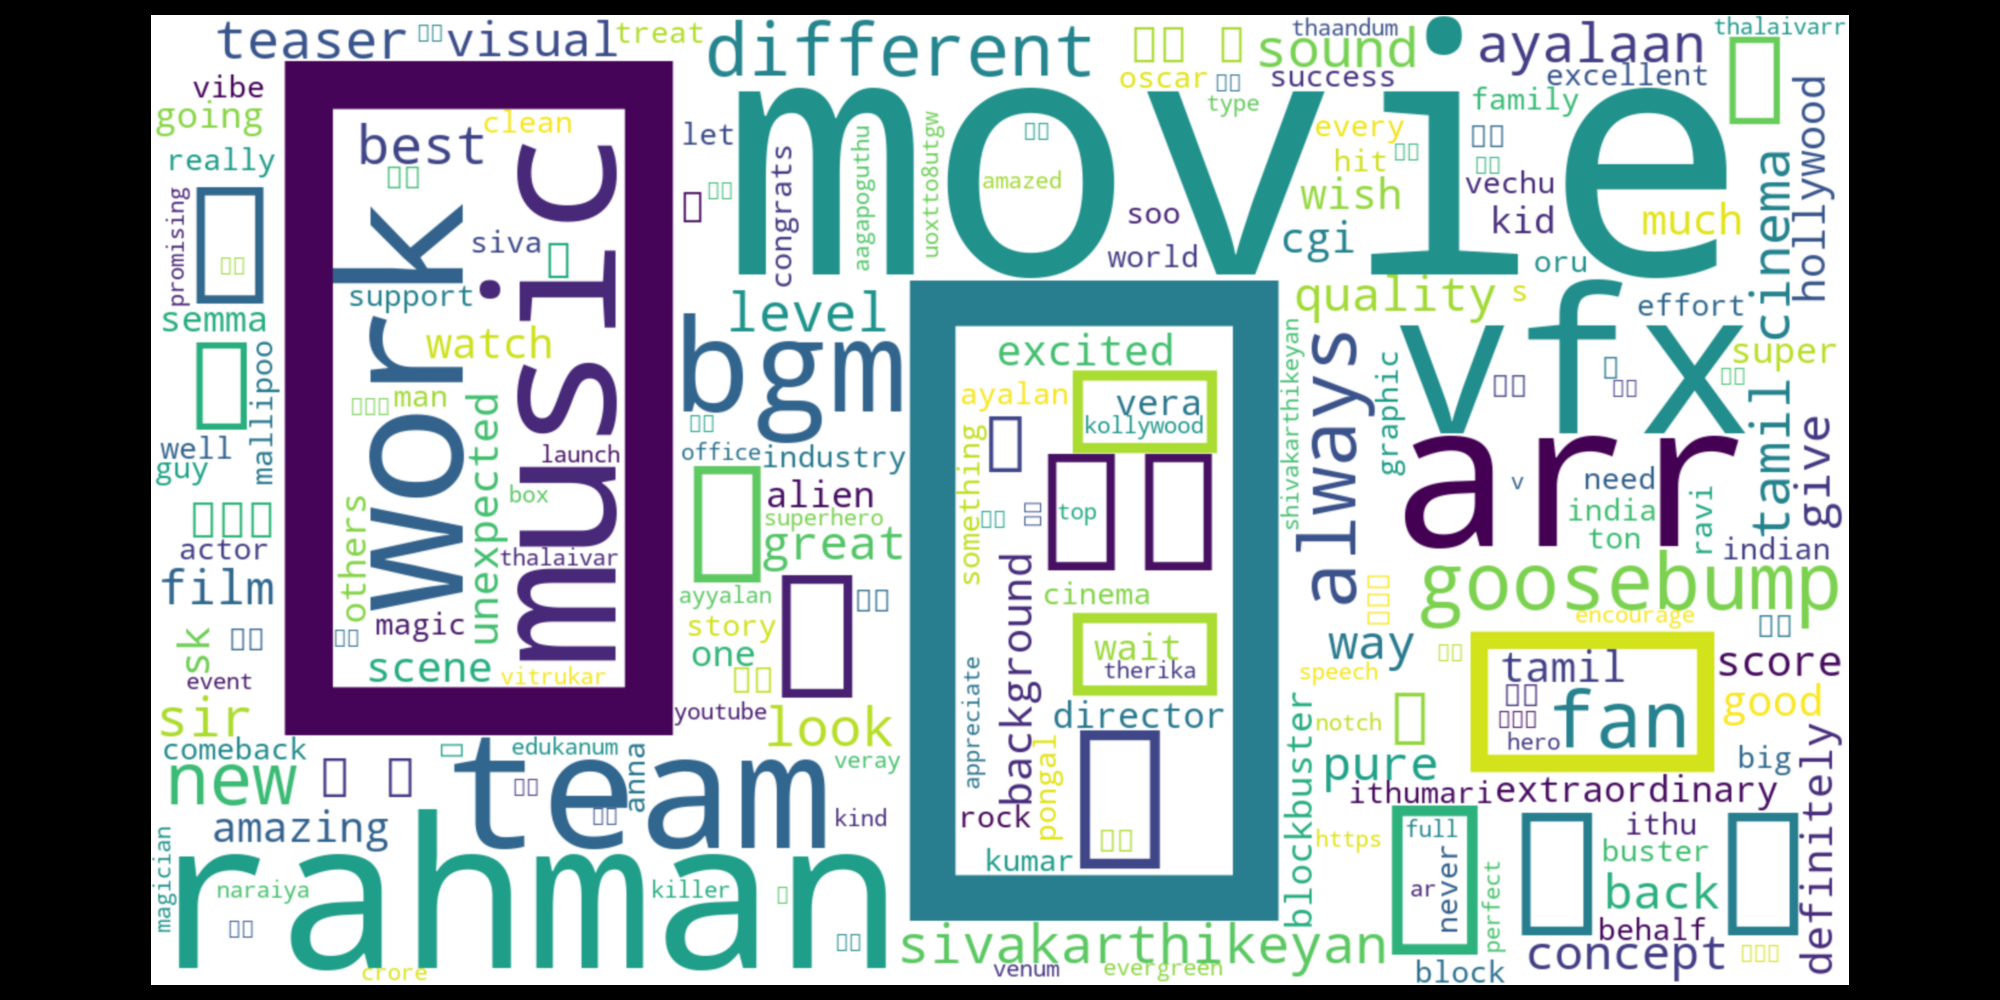 teaser
visual
treat
different
sound
thaandum
ayalaan
thalaivarr
vibe
going
really
promising
semma
mallipoo
well
guy
actor
film
sk
event
sir
best
clean
music
work
siva
support
watch
man
unexpected
launch
box
others
thalaivar
magic
scene
vitrukar
let
congrats
aagapoguthu
uoxtto8utgw
movie
amazed
oscar
success
type
excellent
family
every
hit
wish
vechu
kid
much
cgi
soo
world
oru
cinema
hollywood
level
bgm
office
industry
alien
superhero
great
ayyalan
story
one
youtube
look
veray
quality
s
effort
vfx
super
shivakarthikeyan
always
graphic
tamil cinema
give
arr
v
need
india
ton
ravi
indian
excited
ayalan
vera
kollywood
something
top
background
cinema
wait
therika
appreciate
director
pongal
rock
kumar
goosebump
encourage
way
speech
notch
blockbuster
pure
tamil
fan
hero
score
good
big
definitely
ithumari
extraordinary
comeback
new
edukanum
anna
team
amazing
kind
rahman
magician
naraiya
killer
crore
sivakarthikeyan
venum
evergreen
https
full
ar
never
perfect
block
ithu
buster
back
behalf
concept